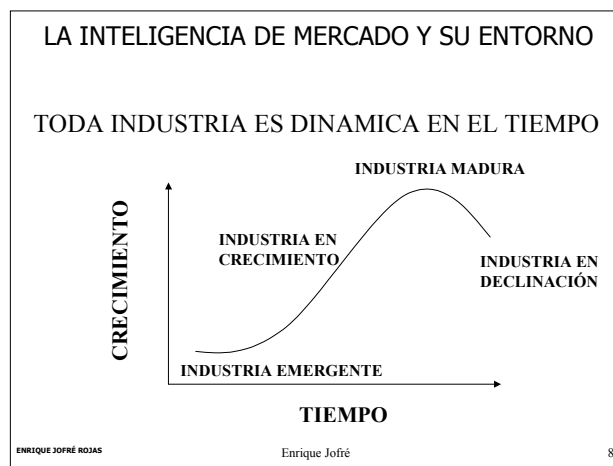 LA INTELIGENCIA DE MERCADO Y SU ENTORNO
TODA INDUSTRIA ES DINAMICA EN EL TIEMPO
INDUSTRIA MADURA
CRECIMIENTO
INDUSTRIA EN
CRECIMIENTO
INDUSTRIA EN
DECLINACIÓN
INDUSTRIA EMERGENTE
TIEMPO
ENRIQUE JOFRÉ ROJAS
Enrique Jofré
8